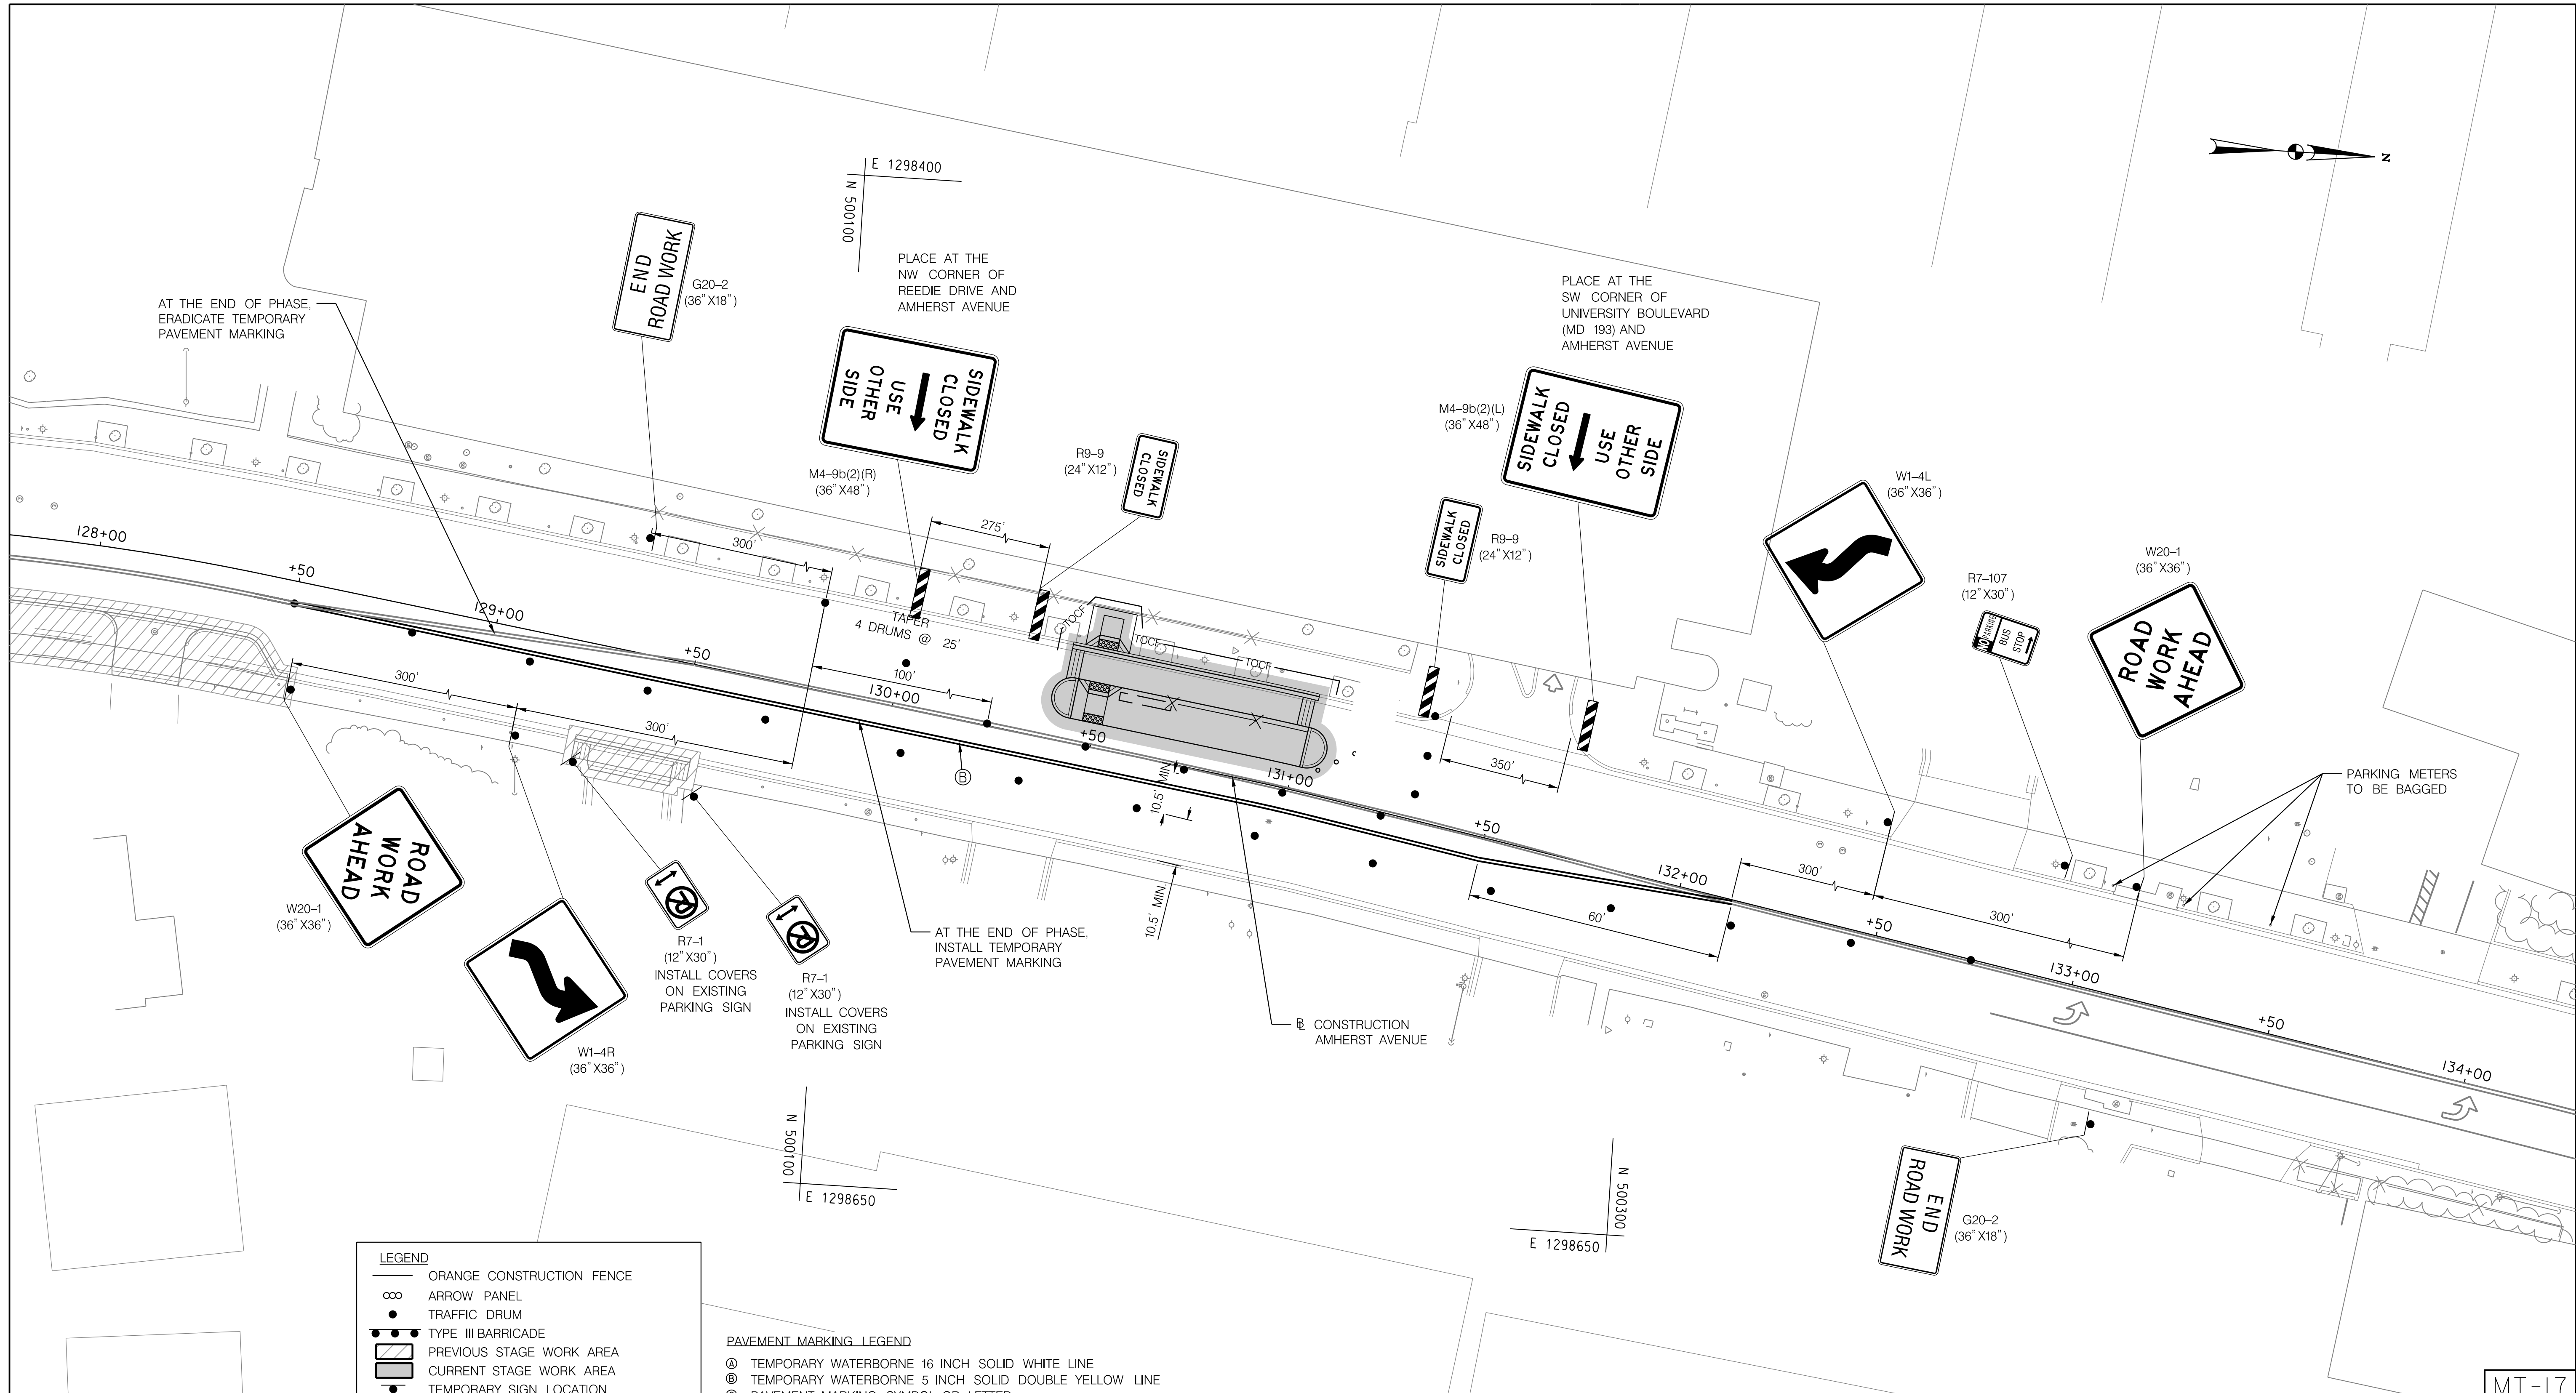 E 1298400
N 500100
N
PLACE AT THE
NW CORNER OF
REEDIE DRIVE AND
AMHERST AVENUE
PLACE AT THE
SW CORNER OF
UNIVERSITY BOULEVARD
(MD 193) AND
AMHERST AVENUE
AT THE END OF PHASE,
ERADICATE TEMPORARY
PAVEMENT MARKING
END
ROAD WORK
G20-2
(36"X18")
SIDEWALK
CLOSED
USE
OTHER
SIDE
M4-9b(2)(R)
(36"X48")
R9-9
(24"X12")
SIDEWALK
CLOSED
M4-9b(2)(L)
(36"X48")
SIDEWALK
CLOSED
USE
OTHER
SIDE
SIDEWALK
CLOSED
R9-9
(24"X12")
W1-4L
(36"X36")
R7-107
(12"X30")
NO PARKING
BUS
STOP
W20-1
(36"X36")
ROAD
WORK
AHEAD
PARKING METERS
TO BE BAGGED
128+00
+50
129+00
+50
130+00
+50
131+00
+50
132+00
+50
133+00
+50
134+00
300'
275'
TAPER
4 DRUMS @ 25'
100'
TOCF
TOCF
TOCF
300'
300'
350'
300'
300'
60'
10.5' MIN.
10.5' MIN.
B
ROAD
WORK
AHEAD
W20-1
(36"X36")
W1-4R
(36"X36")
R7-1
(12"X30")
INSTALL COVERS
ON EXISTING
PARKING SIGN
R7-1
(12"X30")
INSTALL COVERS
ON EXISTING
PARKING SIGN
AT THE END OF PHASE,
INSTALL TEMPORARY
PAVEMENT MARKING
BL CONSTRUCTION
AMHERST AVENUE
N 500100
E 1298650
N 500300
E 1298650
END
ROAD WORK
G20-2
(36"X18")
LEGEND
ORANGE CONSTRUCTION FENCE
ARROW PANEL
TRAFFIC DRUM
TYPE III BARRICADE
PREVIOUS STAGE WORK AREA
CURRENT STAGE WORK AREA
TEMPORARY SIGN LOCATION
PAVEMENT MARKING LEGEND
A TEMPORARY WATERBORNE 16 INCH SOLID WHITE LINE
B TEMPORARY WATERBORNE 5 INCH SOLID DOUBLE YELLOW LINE
PAVEMENT MARKING SYMBOL OR LETTER
MT-17